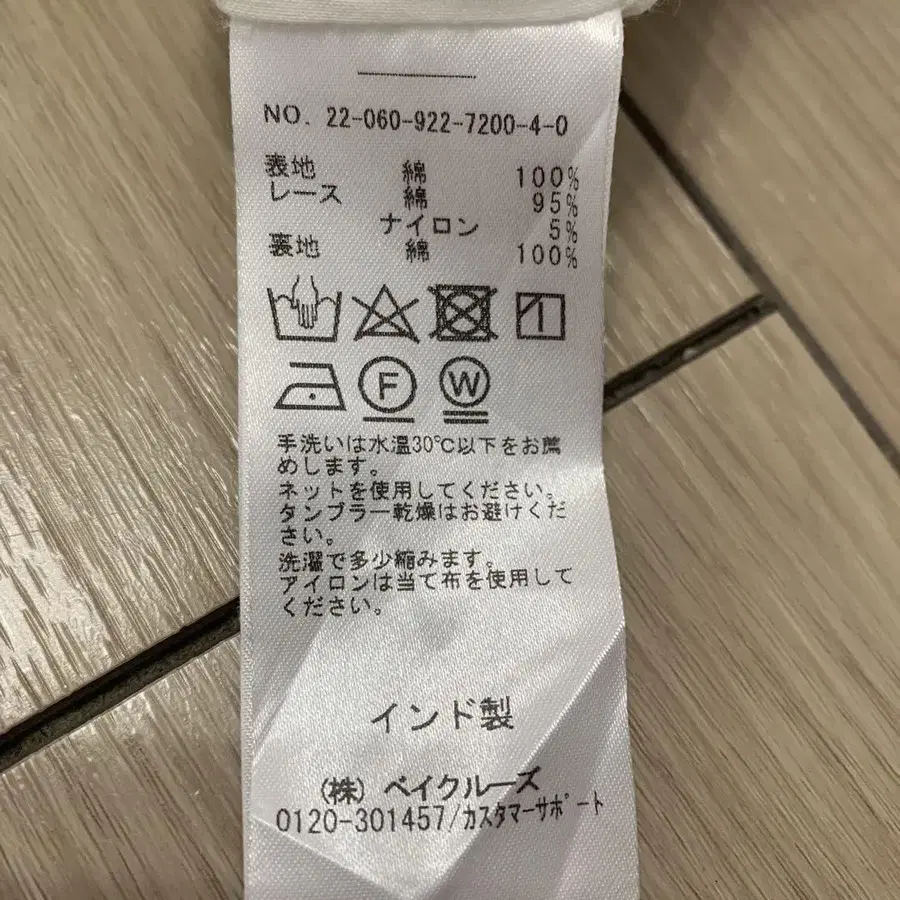 NO. 22-060-922-7200-4-0
表地 綿 100%
レース 綿 95%
ナイロン 5%
裏地 綿 100%
F W
手洗いは水温30℃以下をお薦
めします。
ネットを使用してください。
タンブラー乾燥はお避けくだ
さい。
洗濯で多少縮みます。
アイロンは当て布を使用して
ください。
インド製
(株) ベイクルーズ
0120-301457/カスタマーサポート